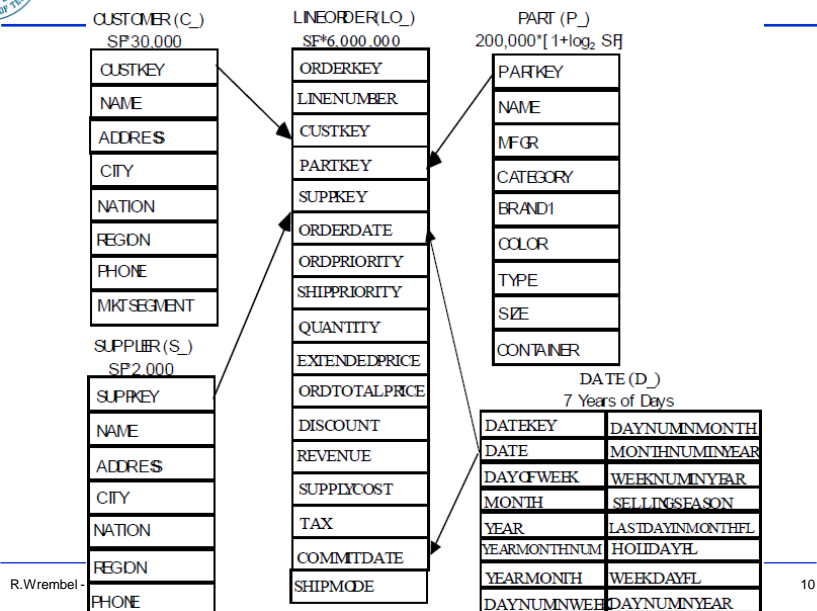 CUSTOMER (C_)
SF*30,000
CUSTKEY
NAME
ADDRESS
CITY
NATION
REGION
PHONE
MKTSEGMENT
SUPPLIER (S_)
SF*2,000
SUPPKEY
NAME
ADDRESS
CITY
NATION
REGION
PHONE
LINEORDER(LO_)
SF*6,000,000
ORDERKEY
LINENUMBER
CUSTKEY
PARTKEY
SUPPKEY
ORDERDATE
ORDPRIORITY
SHIPPRIORITY
QUANTITY
EXTENDEDPRICE
ORDTOTALPRICE
DISCOUNT
REVENUE
SUPPLYCOST
TAX
COMMITDATE
SHIPMODE
PART (P_)
200,000*[1+log₂ SF]
PARTKEY
NAME
MFGR
CATEGORY
BRAND1
COLOR
TYPE
SIZE
CONTAINER
DATE (D_)
7 Years of Days
DATEKEY DAYNUMINMONTH
DATE MONTHNUMINYEAR
DAYOFWEEK WEEKNUMINYEAR
MONTH SELLINGSEASON
YEAR LASTDAYINMONTHFL
YEARMONTHNUM HOLIDAYFL
YEARMONTH WEEKDAYFL
DAYNUMINWEEK DAYNUMINYEAR
R.Wrembel -
10